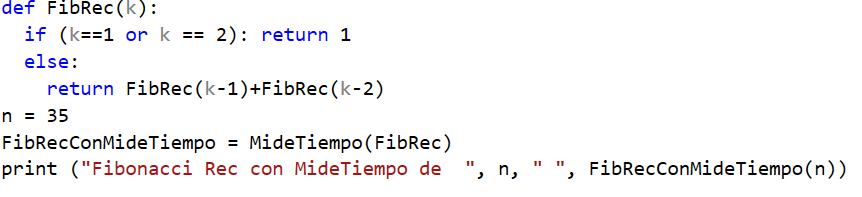 def FibRec(k):
  if (k==1 or k == 2): return 1
  else:
    return FibRec(k-1)+FibRec(k-2)
n = 35
FibRecConMideTiempo = MideTiempo(FibRec)
print ("Fibonacci Rec con MideTiempo de  ", n, " ", FibRecConMideTiempo(n))